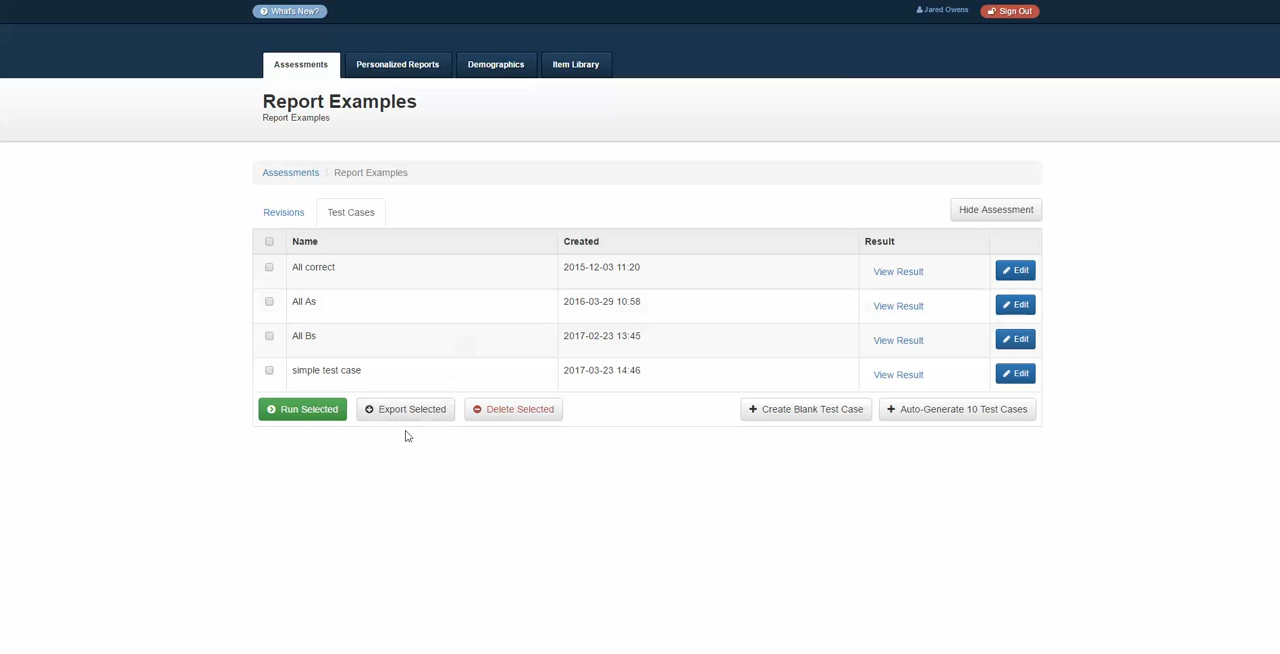 What's New?
Jared Owens Sign Out
Assessments Personalized Reports Demographics Item Library
Report Examples
Report Examples
Assessments / Report Examples
Revisions Test Cases Hide Assessment
Name Created Result
All correct 2015-12-03 11:20 View Result Edit
All As 2016-03-29 10:58 View Result Edit
All Bs 2017-02-23 13:45 View Result Edit
simple test case 2017-03-23 14:46 View Result Edit
Run Selected Export Selected Delete Selected Create Blank Test Case Auto-Generate 10 Test Cases